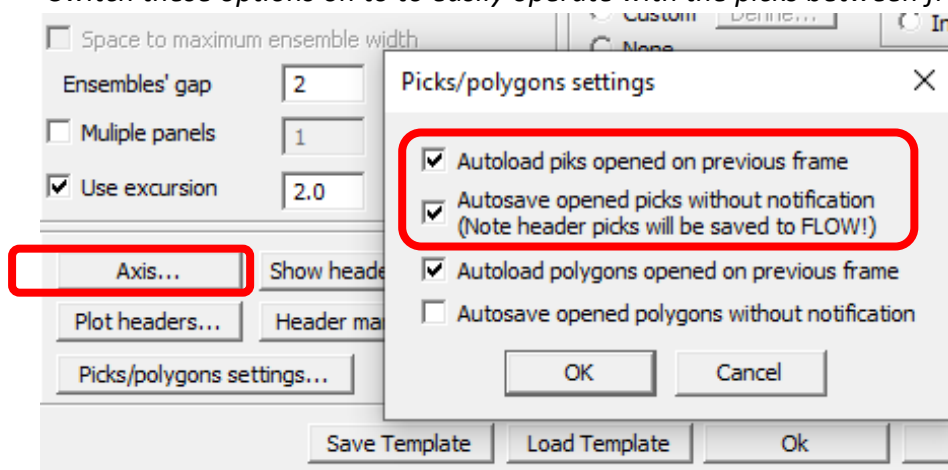 Switch these options on to to easily operate with the picks between
Space to maximum ensemble width
Custom Define...
None
Ensembles' gap 2
Muliple panels 1
Use excursion 2.0
Axis...
Show
Plot headers...
Header
Picks/polygons settings...
Picks/polygons settings
Autoload piks opened on previous frame
Autosave opened picks without notification
(Note header picks will be saved to FLOW!)
Autoload polygons opened on previous frame
Autosave opened polygons without notification
OK Cancel
Save Template Load Template Ok